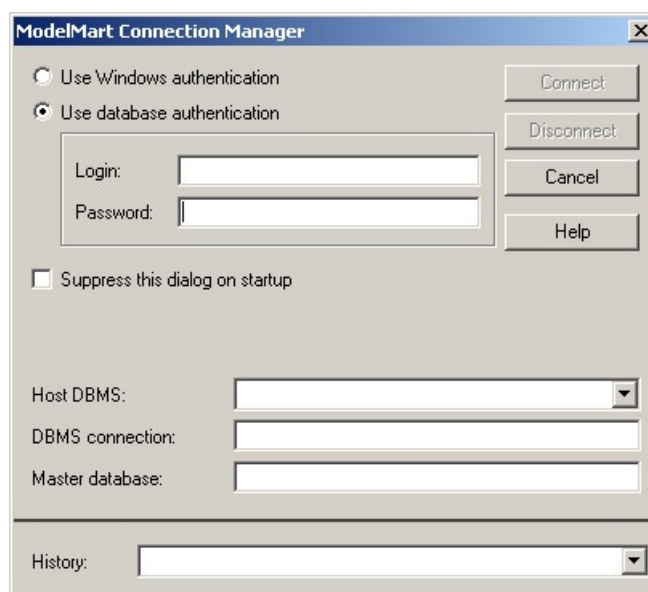 ModelMart Connection Manager
Use Windows authentication
Connect
Use database authentication
Disconnect
Login:
Cancel
Password:
Help
Suppress this dialog on startup
Host DBMS:
DBMS connection:
Master database:
History: